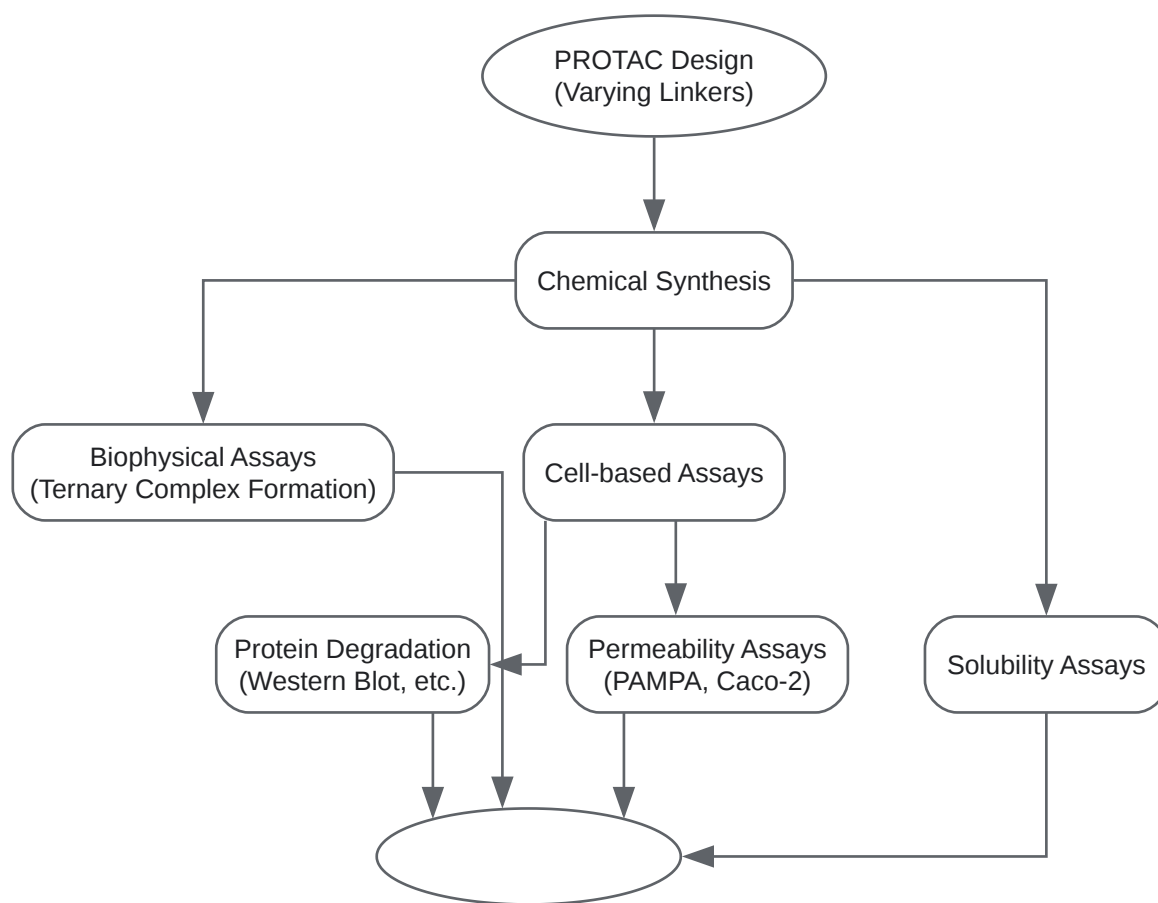 PROTAC Design
(Varying Linkers)
Chemical Synthesis
Biophysical Assays
(Ternary Complex Formation)
Cell-based Assays
Protein Degradation
(Western Blot, etc.)
Permeability Assays
(PAMPA, Caco-2)
Solubility Assays